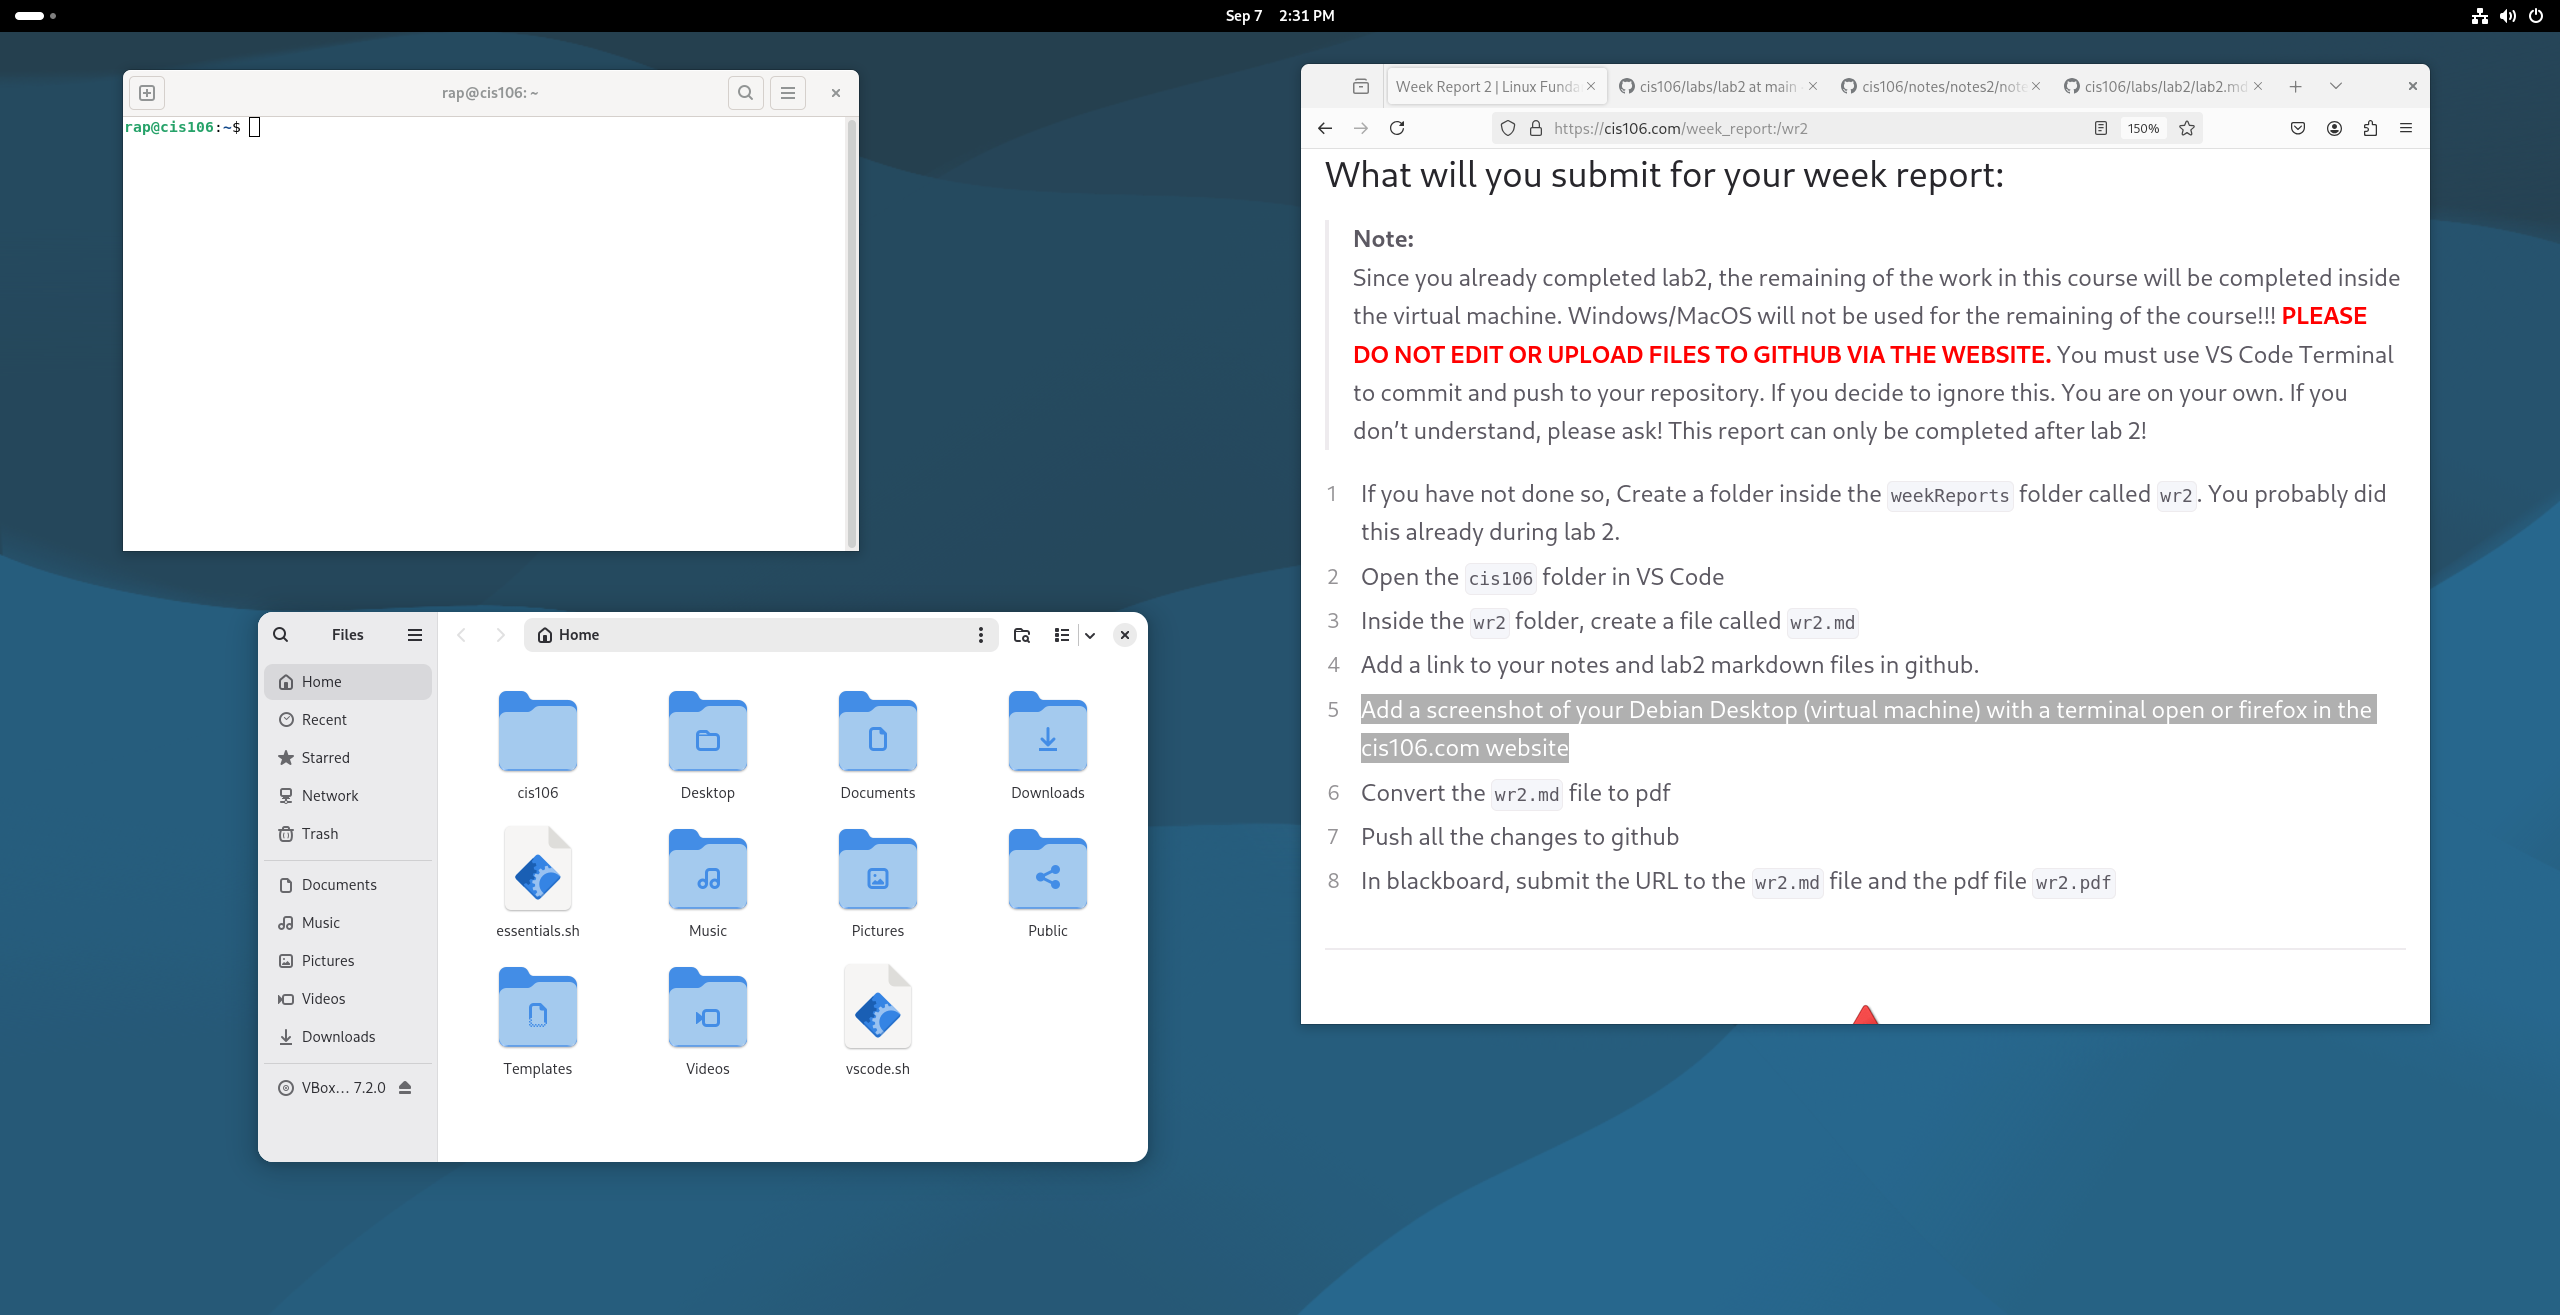 Sep 7 2:31 PM
rap@cis106: ~
rap@cis106:~$
Files
Home
Home
Recent
Starred
Network
Trash
Documents
Music
Pictures
Videos
Downloads
VBox... 7.2.0
cis106
Desktop
Documents
Downloads
essentials.sh
Music
Pictures
Public
Templates
Videos
vscode.sh
Week Report 2 | Linux Funda
cis106/labs/lab2 at main
cis106/notes/notes2/note
cis106/labs/lab2/lab2.md
https://cis106.com/week_report:/wr2
150%
What will you submit for your week report:
Note:
Since you already completed lab2, the remaining of the work in this course will be completed inside
the virtual machine. Windows/MacOS will not be used for the remaining of the course!!! PLEASE
DO NOT EDIT OR UPLOAD FILES TO GITHUB VIA THE WEBSITE. You must use VS Code Terminal
to commit and push to your repository. If you decide to ignore this. You are on your own. If you
don’t understand, please ask! This report can only be completed after lab 2!
1 If you have not done so, Create a folder inside the weekReports folder called wr2. You probably did
this already during lab 2.
2 Open the cis106 folder in VS Code
3 Inside the wr2 folder, create a file called wr2.md
4 Add a link to your notes and lab2 markdown files in github.
5 Add a screenshot of your Debian Desktop (virtual machine) with a terminal open or firefox in the
cis106.com website
6 Convert the wr2.md file to pdf
7 Push all the changes to github
8 In blackboard, submit the URL to the wr2.md file and the pdf file wr2.pdf